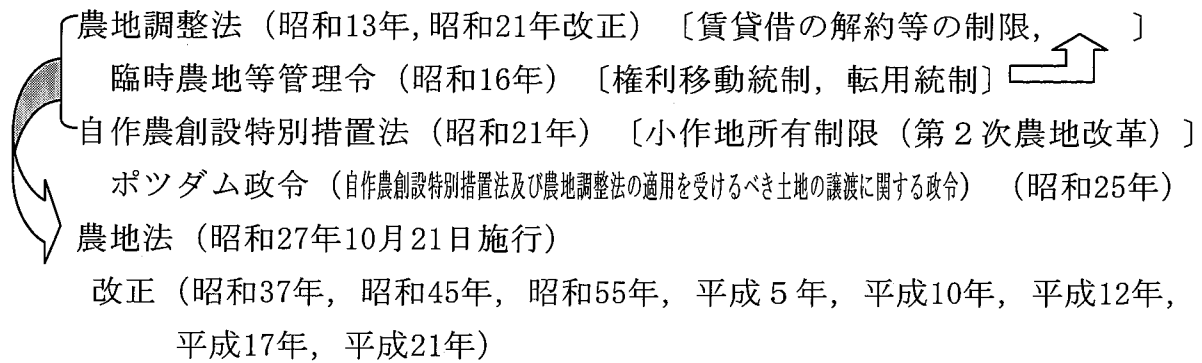 農地調整法（昭和13年，昭和21年改正）〔賃貸借の解約等の制限，　　〕
臨時農地等管理令（昭和16年）〔権利移動統制，転用統制〕
自作農創設特別措置法（昭和21年）〔小作地所有制限（第２次農地改革）〕
ポツダム政令（自作農創設特別措置法及び農地調整法の適用を受けるべき土地の譲渡に関する政令）（昭和25年）
農地法（昭和27年10月21日施行）
改正（昭和37年，昭和45年，昭和55年，平成５年，平成10年，平成12年，
平成17年，平成21年）